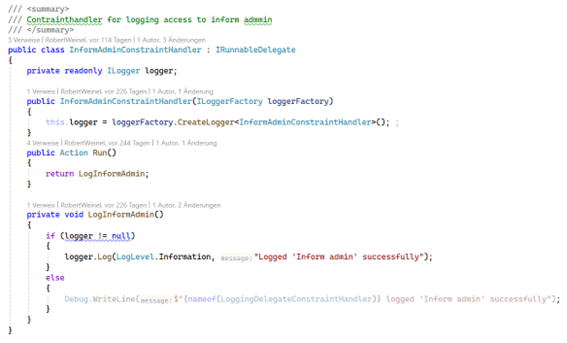 /// <summary>
/// Contrainthandler for logging access to inform admmin
/// </summary>
3 Verweise | RobertWeinel, vor 114 Tagen | 1 Autor, 3 Änderungen
public class InformAdminConstraintHandler : IRunnableDelegate
{
private readonly ILogger logger;
1 Verweis | RobertWeinel, vor 226 Tagen | 1 Autor, 1 Änderung
public InformAdminConstraintHandler(ILoggerFactory loggerFactory)
{
this.logger = loggerFactory.CreateLogger<InformAdminConstraintHandler>(); ;
}
4 Verweise | RobertWeinel, vor 244 Tagen | 1 Autor, 1 Änderung
public Action Run()
{
return LogInformAdmin;
}
1 Verweis | RobertWeinel, vor 226 Tagen | 1 Autor, 2 Änderungen
private void LogInformAdmin()
{
if (logger != null)
{
logger.Log(LogLevel.Information, message: "Logged 'Inform admin' successfully");
}
else
{
Debug.WriteLine(message: $"{nameof(LoggingDelegateConstraintHandler)} logged 'Inform admin' successfully");
}
}
}